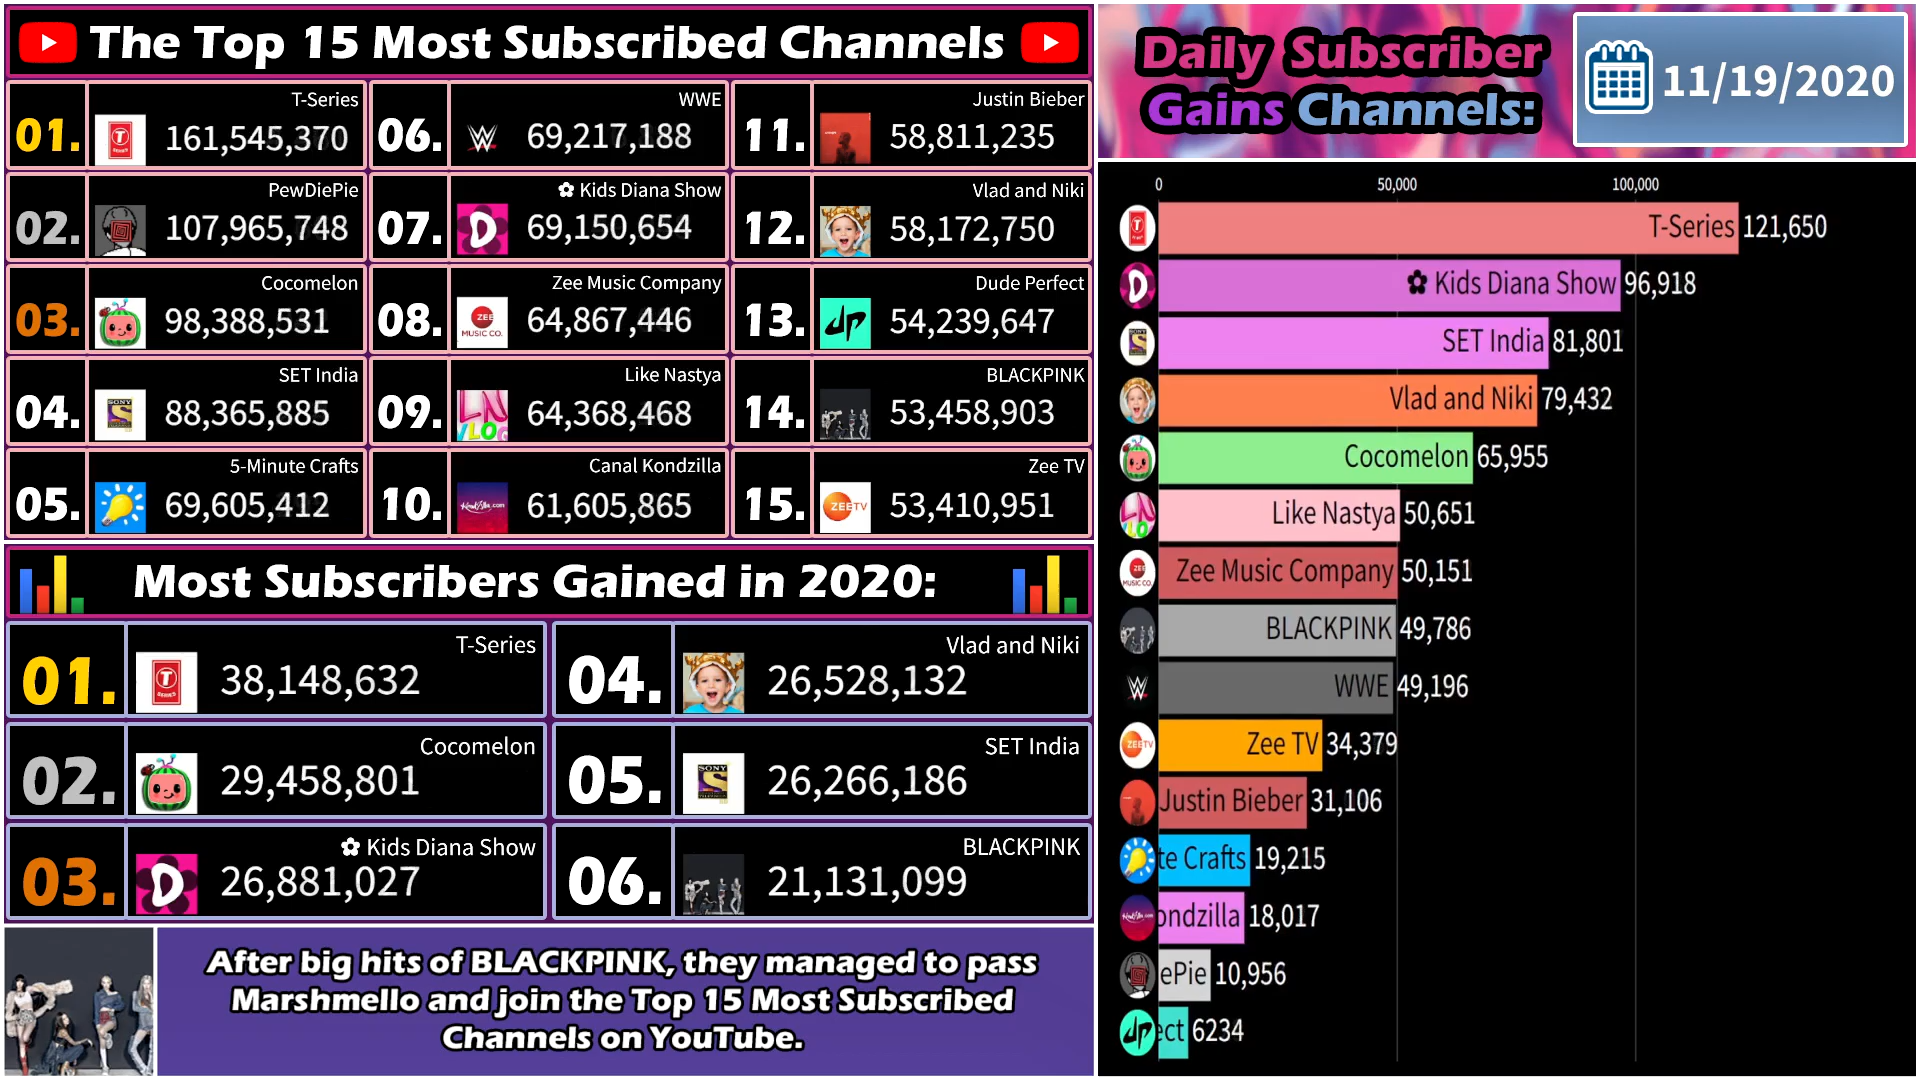 The Top 15 Most Subscribed Channels
01.
T-Series
161,545,370
02.
PewDiePie
107,965,748
03.
Cocomelon
98,388,531
04.
SET India
88,365,885
05.
5-Minute Crafts
69,605,412
06.
WWE
69,217,188
07.
✿ Kids Diana Show
69,150,654
08.
Zee Music Company
64,867,446
09.
Like Nastya
64,368,468
10.
Canal Kondzilla
61,605,865
11.
Justin Bieber
58,811,235
12.
Vlad and Niki
58,172,750
13.
Dude Perfect
54,239,647
14.
BLACKPINK
53,458,903
15.
Zee TV
53,410,951
Most Subscribers Gained in 2020:
01.
T-Series
38,148,632
02.
Cocomelon
29,458,801
03.
✿ Kids Diana Show
26,881,027
04.
Vlad and Niki
26,528,132
05.
SET India
26,266,186
06.
BLACKPINK
21,131,099
After big hits of BLACKPINK, they managed to pass
Marshmello and join the Top 15 Most Subscribed
Channels on YouTube.
Daily Subscriber
Gains Channels:
11/19/2020
0 50,000 100,000
T-Series 121,650
✿ Kids Diana Show 96,918
SET India 81,801
Vlad and Niki 79,432
Cocomelon 65,955
Like Nastya 50,651
Zee Music Company 50,151
BLACKPINK 49,786
WWE 49,196
Zee TV 34,379
Justin Bieber 31,106
te Crafts 19,215
ondzilla 18,017
ePie 10,956
ect 6234